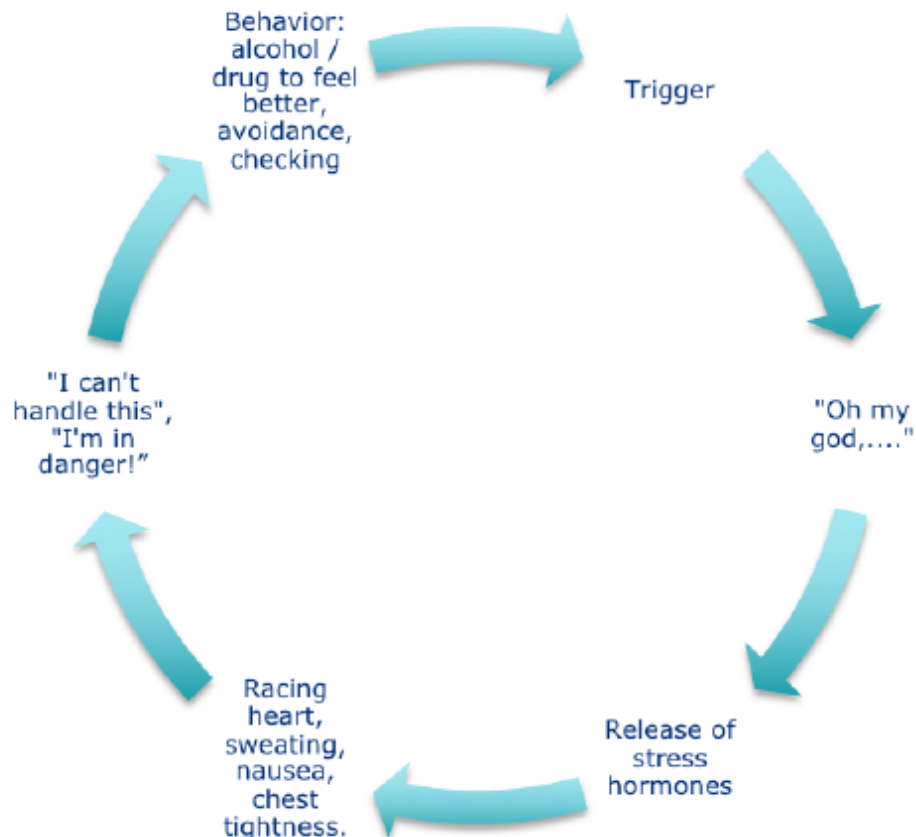 Behavior:
alcohol /
drug to feel
better,
avoidance,
checking
Trigger
"Oh my
god,...."
Release of
stress
hormones
Racing
heart,
sweating,
nausea,
chest
tightness.
"I can't
handle this",
"I'm in
danger!”